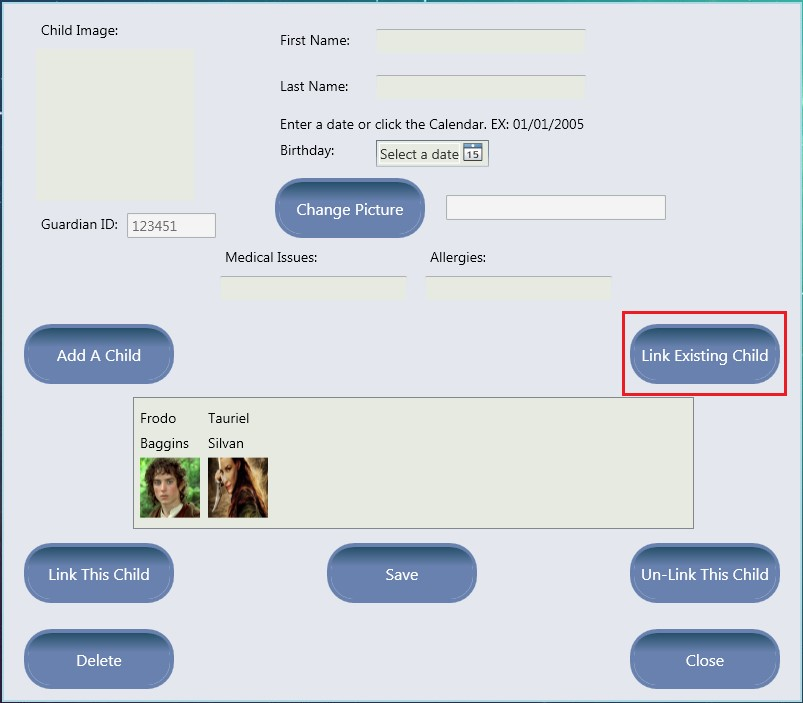 Child Image:
First Name:
Last Name:
Enter a date or click the Calendar. EX: 01/01/2005
Birthday:
Select a date 15
Change Picture
Guardian ID: 123451
Medical Issues:
Allergies:
Add A Child
Link Existing Child
Frodo Tauriel
Baggins Silvan
Link This Child
Save
Un-Link This Child
Delete
Close